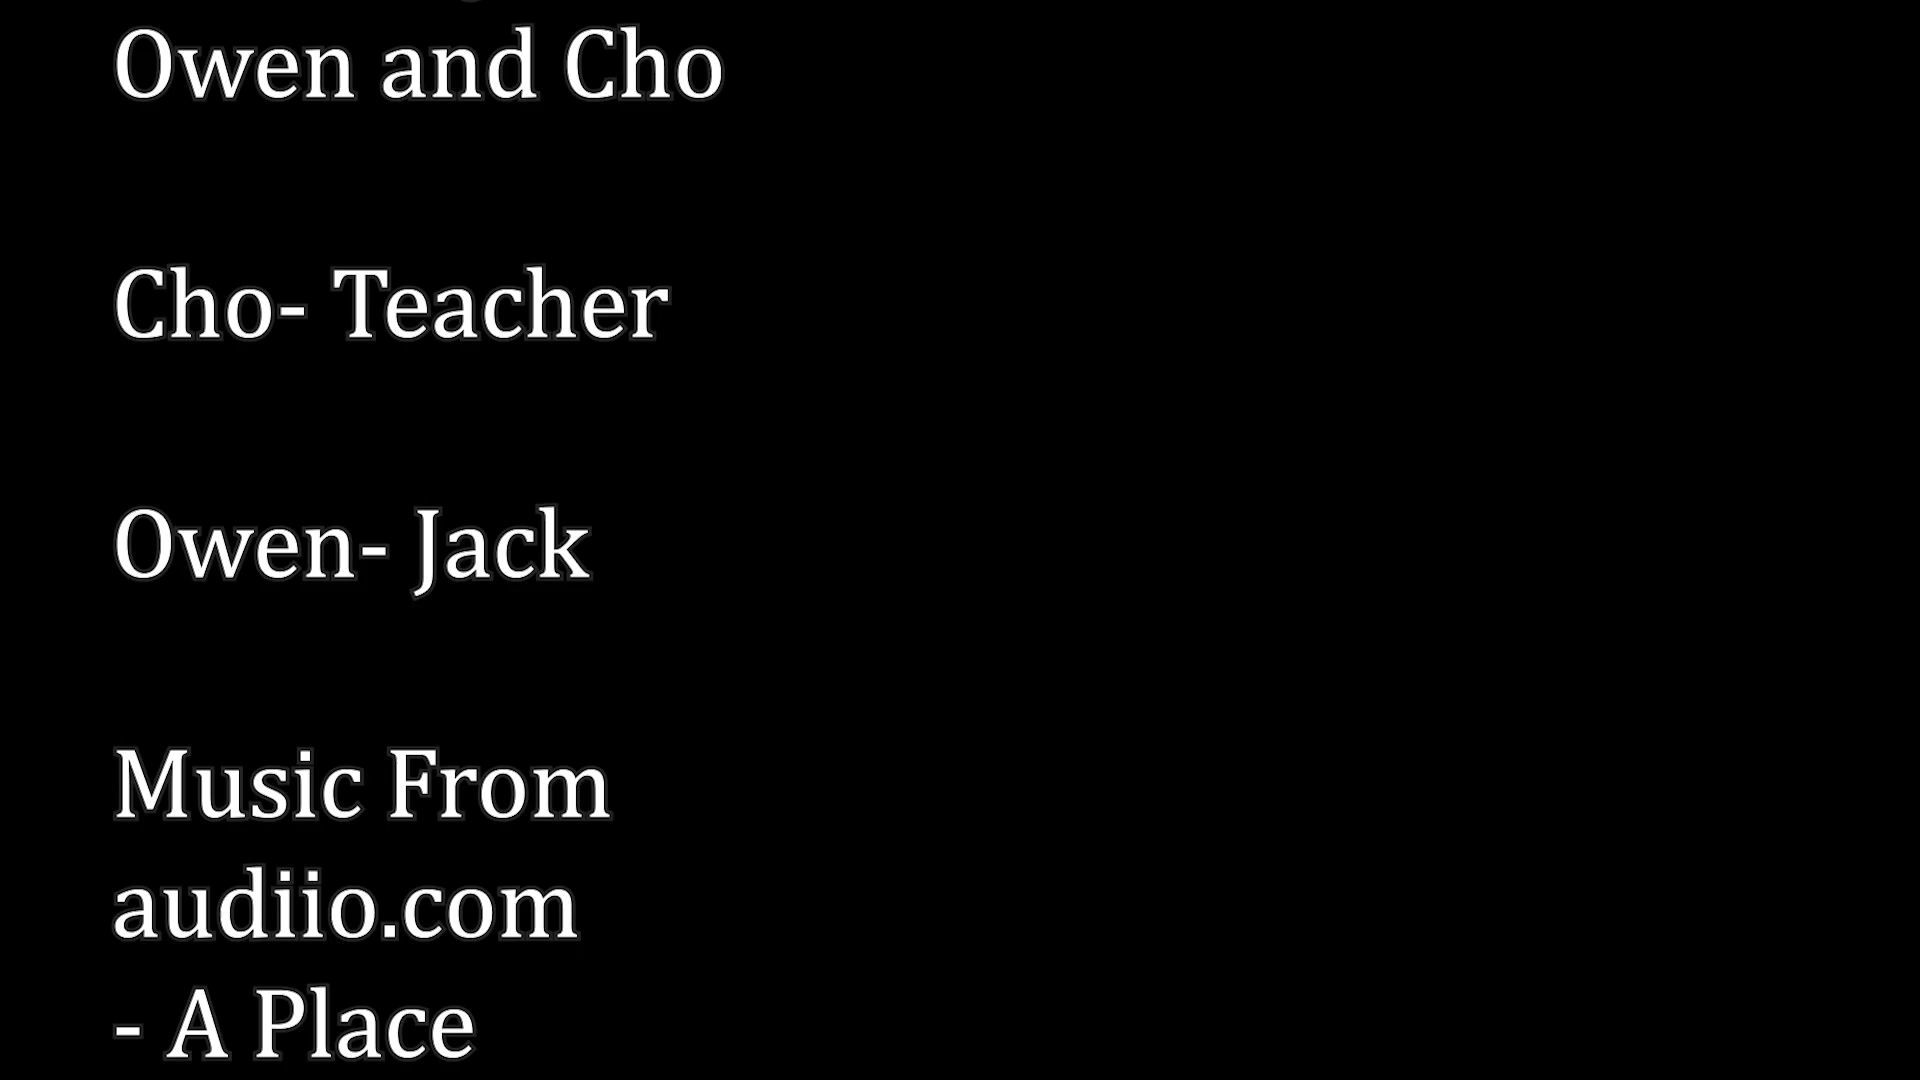 Owen and Cho
Cho- Teacher
Owen- Jack
Music From
audiio.com
- A Place